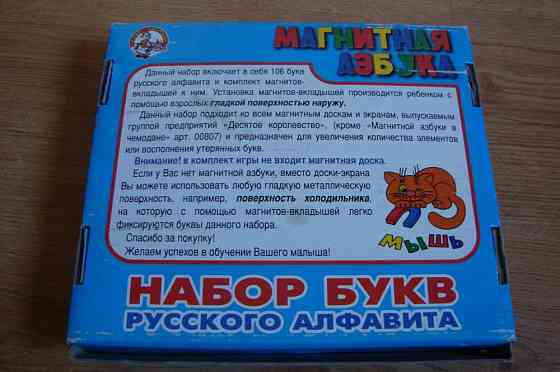 МАГНИТНАЯ
АЗБУКА
Данный набор включает в себя 106 букв
русского алфавита и комплект магнитов-
вкладышей к ним. Установка магнитов-вкладышей производится ребенком с
помощью взрослых гладкой поверхностью наружу.
Данный набор подходит ко всем магнитным доскам и экранам, выпускаемым
группой предприятий «Десятое королевство», (кроме «Магнитной азбуки в
чемодане» арт. 00807) и предназначен для увеличения количества элементов
или восполнения утерянных букв.
Внимание! в комплект игры не входит магнитная доска.
Если у Вас нет магнитной азбуки, вместо доски-экрана
Вы можете использовать любую гладкую металлическую
поверхность, например, поверхность холодильника,
на которую с помощью магнитов-вкладышей легко
фиксируются буквы данного набора.
Спасибо за покупку!
Желаем успехов в обучении Вашего малыша!
МЫШЬ
НАБОР БУКВ
РУССКОГО АЛФАВИТА